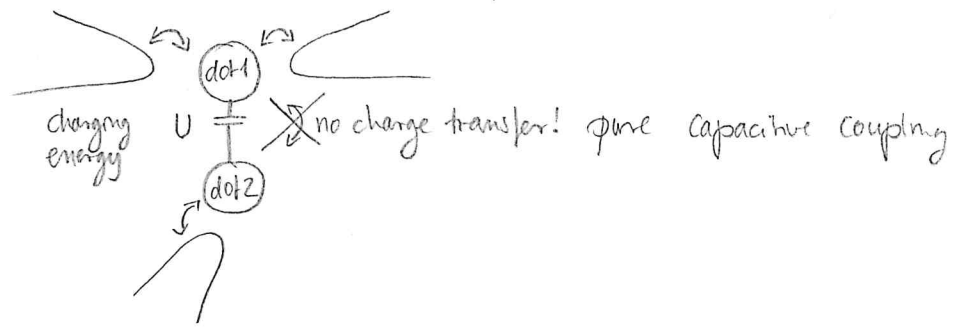 dot1
charging U no charge transfer! pure capacitive coupling
energy
dot2